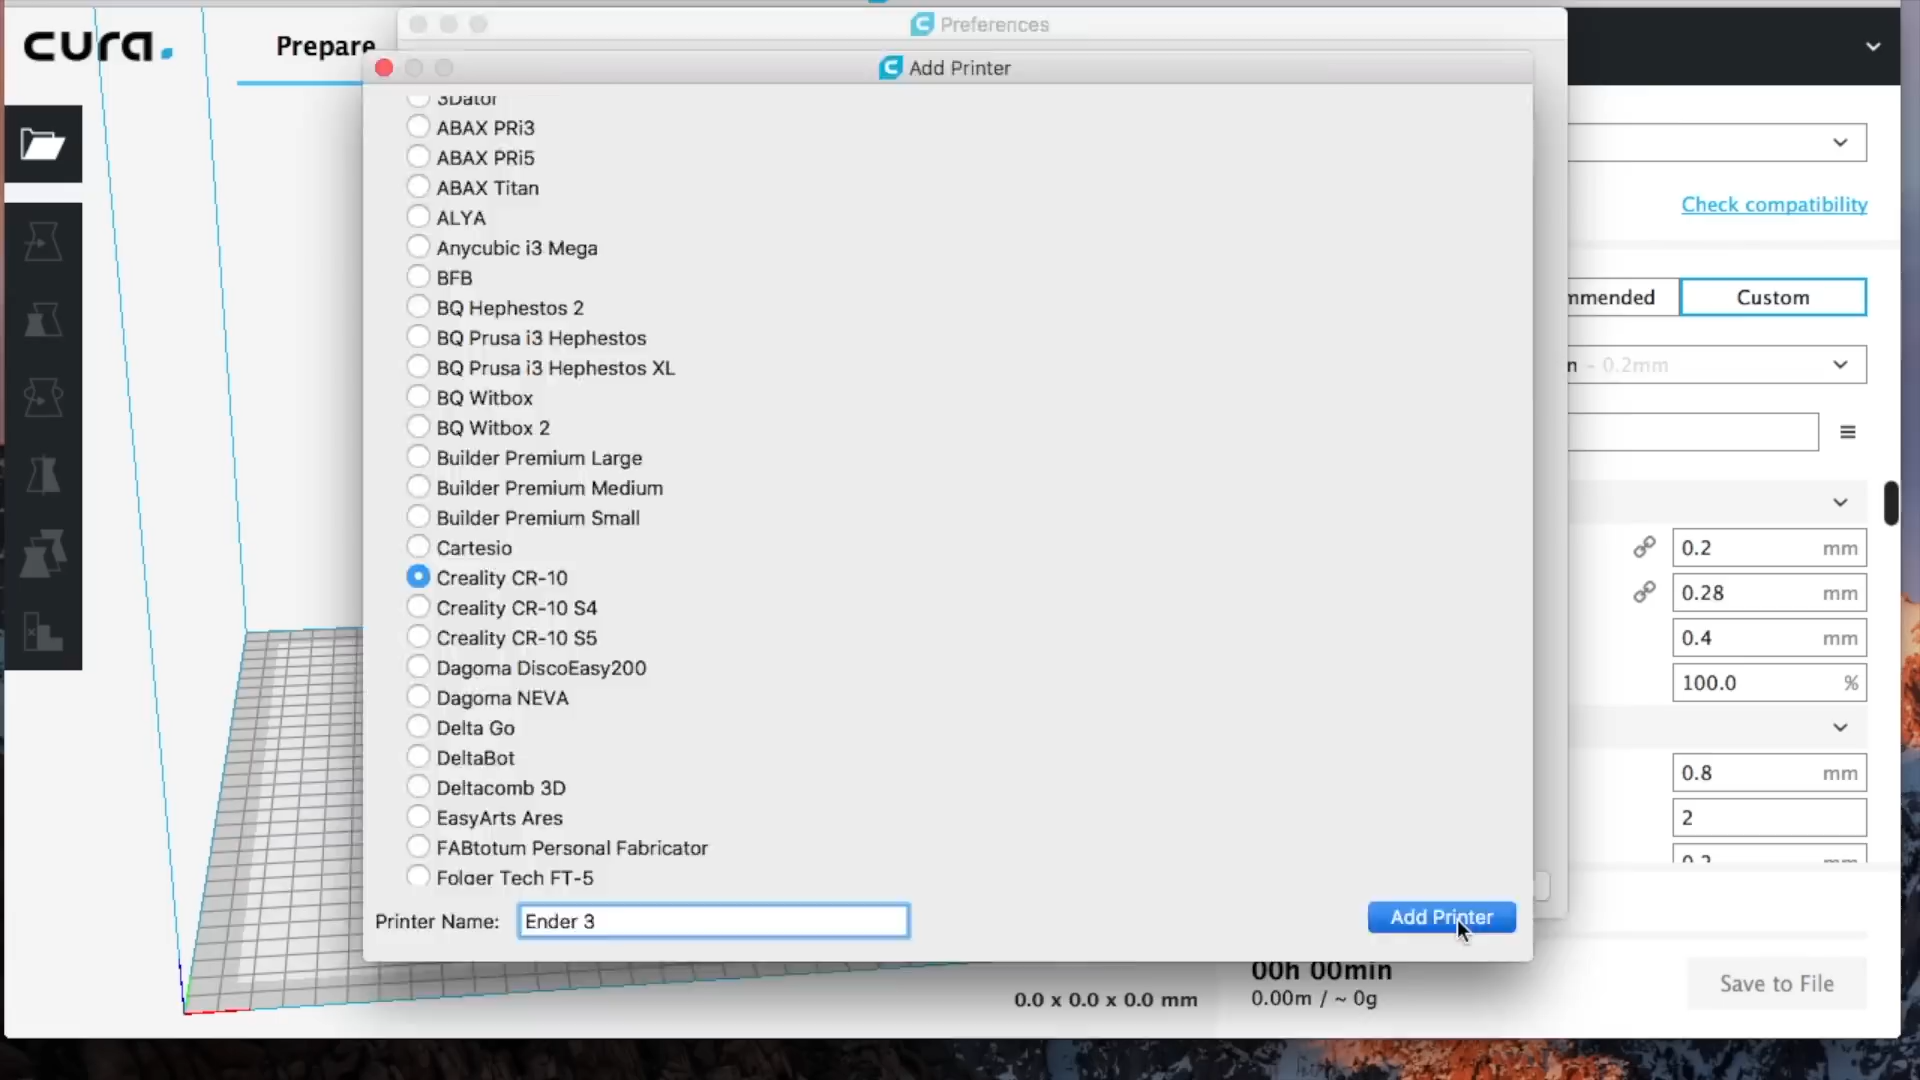 Preferences
cura.
Prepare
Add Printer
3Dator
ABAX PRi3
ABAX PRi5
ABAX Titan
ALYA
Anycubic i3 Mega
BFB
BQ Hephestos 2
BQ Prusa i3 Hephestos
BQ Prusa i3 Hephestos XL
BQ Witbox
BQ Witbox 2
Builder Premium Large
Builder Premium Medium
Builder Premium Small
Cartesio
Creality CR-10
Creality CR-10 S4
Creality CR-10 S5
Dagoma DiscoEasy200
Dagoma NEVA
Delta Go
DeltaBot
Deltacomb 3D
EasyArts Ares
FABtotum Personal Fabricator
Folger Tech FT-5
Printer Name: Ender 3
Add Printer
Check compatibility
mmended Custom
n - 0.2mm
0.2 mm
0.28 mm
0.4 mm
100.0 %
0.8 mm
2
00h 00min
0.0 x 0.0 x 0.0 mm
0.00m / ~ 0g
Save to File